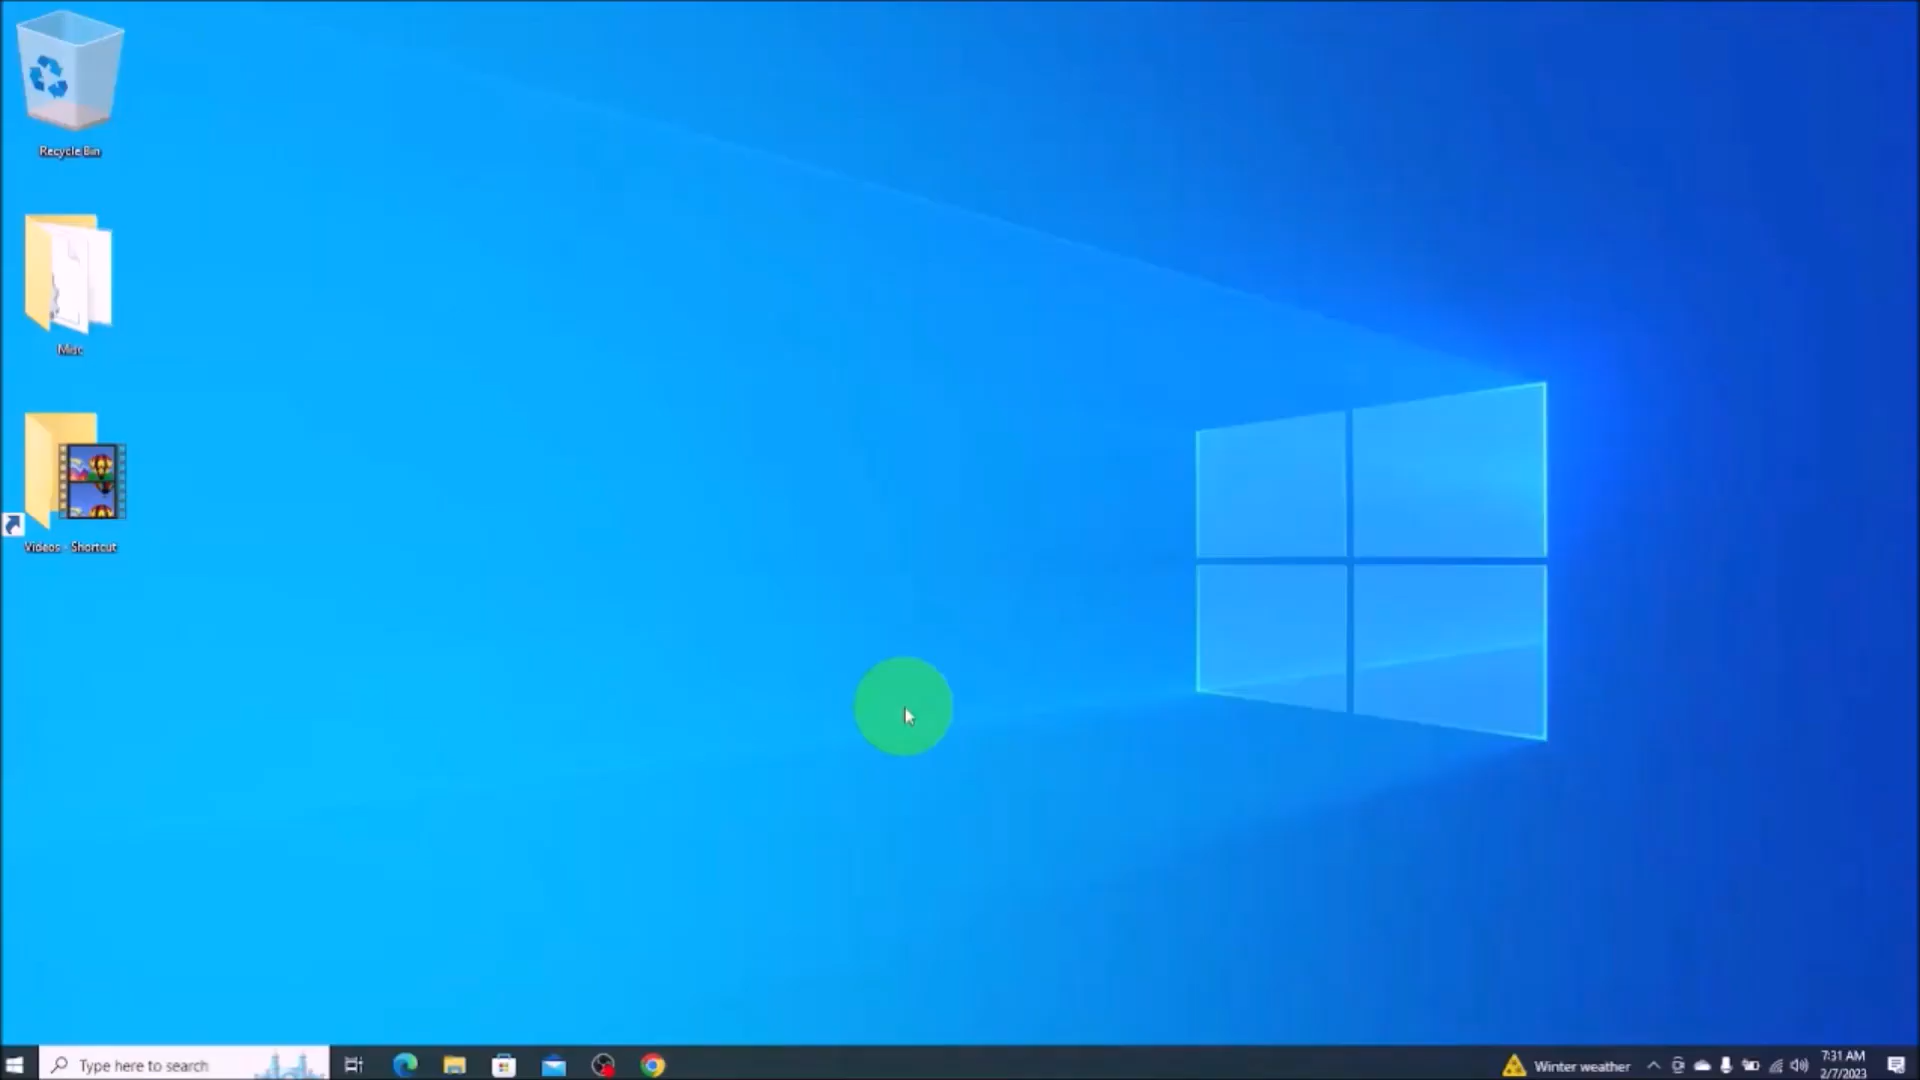 Recycle Bin
Misc
Videos - Shortcut
Type here to search
Winter weather
7:31 AM
2/7/2023